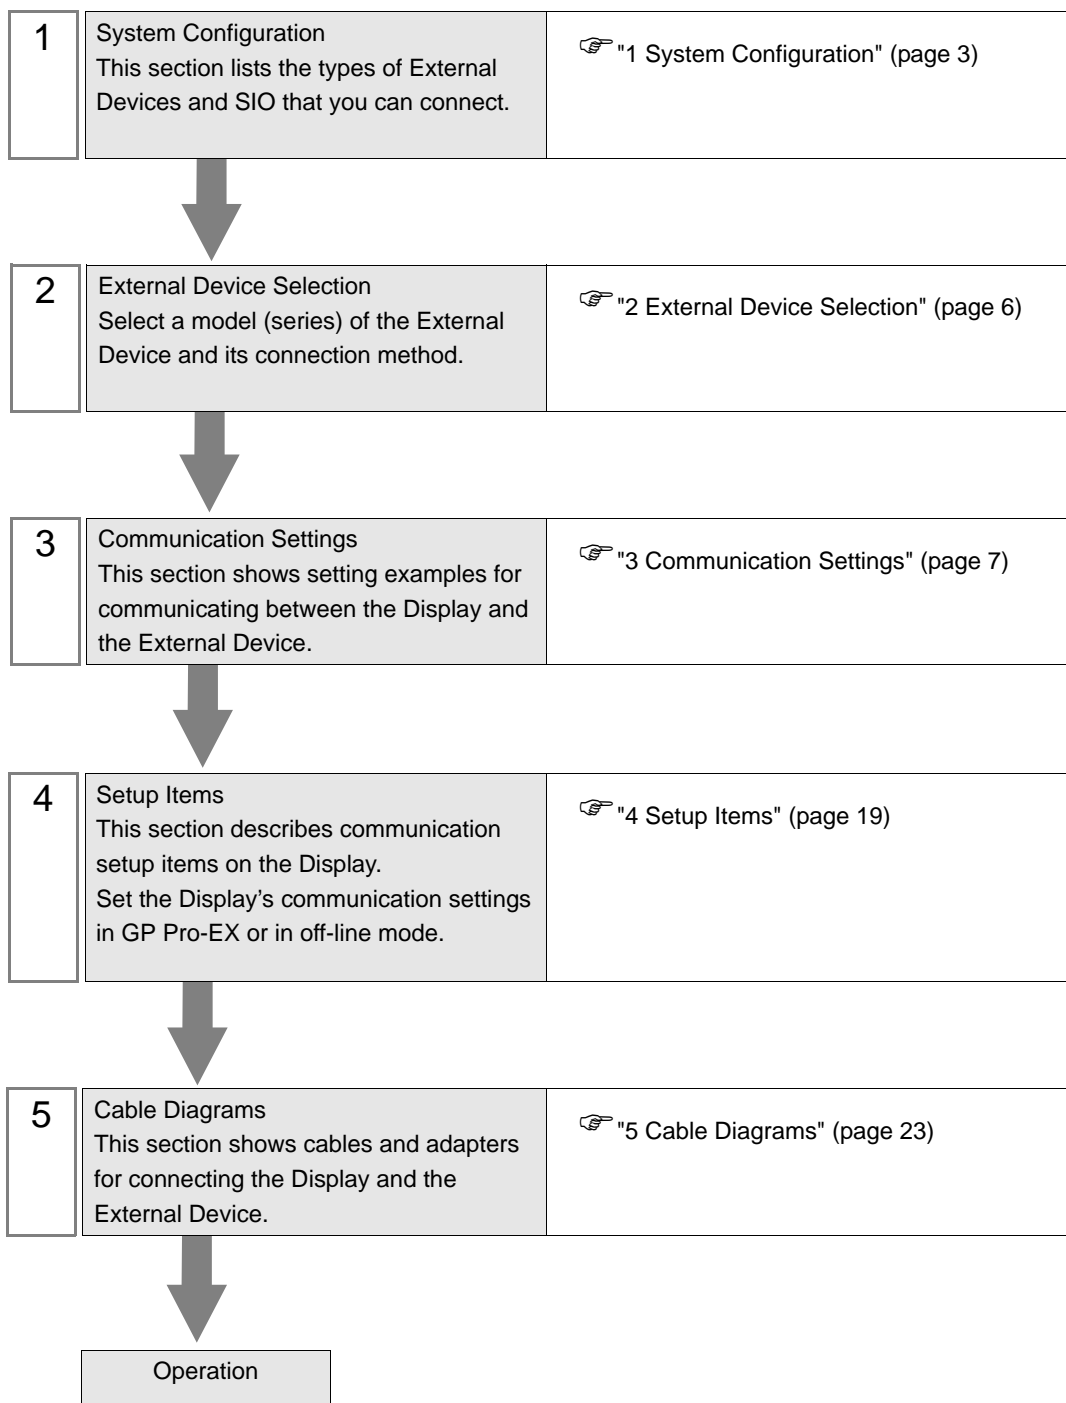 1
System Configuration
This section lists the types of External
Devices and SIO that you can connect.
"1 System Configuration" (page 3)
2
External Device Selection
Select a model (series) of the External
Device and its connection method.
"2 External Device Selection" (page 6)
3
Communication Settings
This section shows setting examples for
communicating between the Display and
the External Device.
"3 Communication Settings" (page 7)
4
Setup Items
This section describes communication
setup items on the Display.
Set the Display’s communication settings
in GP Pro-EX or in off-line mode.
"4 Setup Items" (page 19)
5
Cable Diagrams
This section shows cables and adapters
for connecting the Display and the
External Device.
"5 Cable Diagrams" (page 23)
Operation